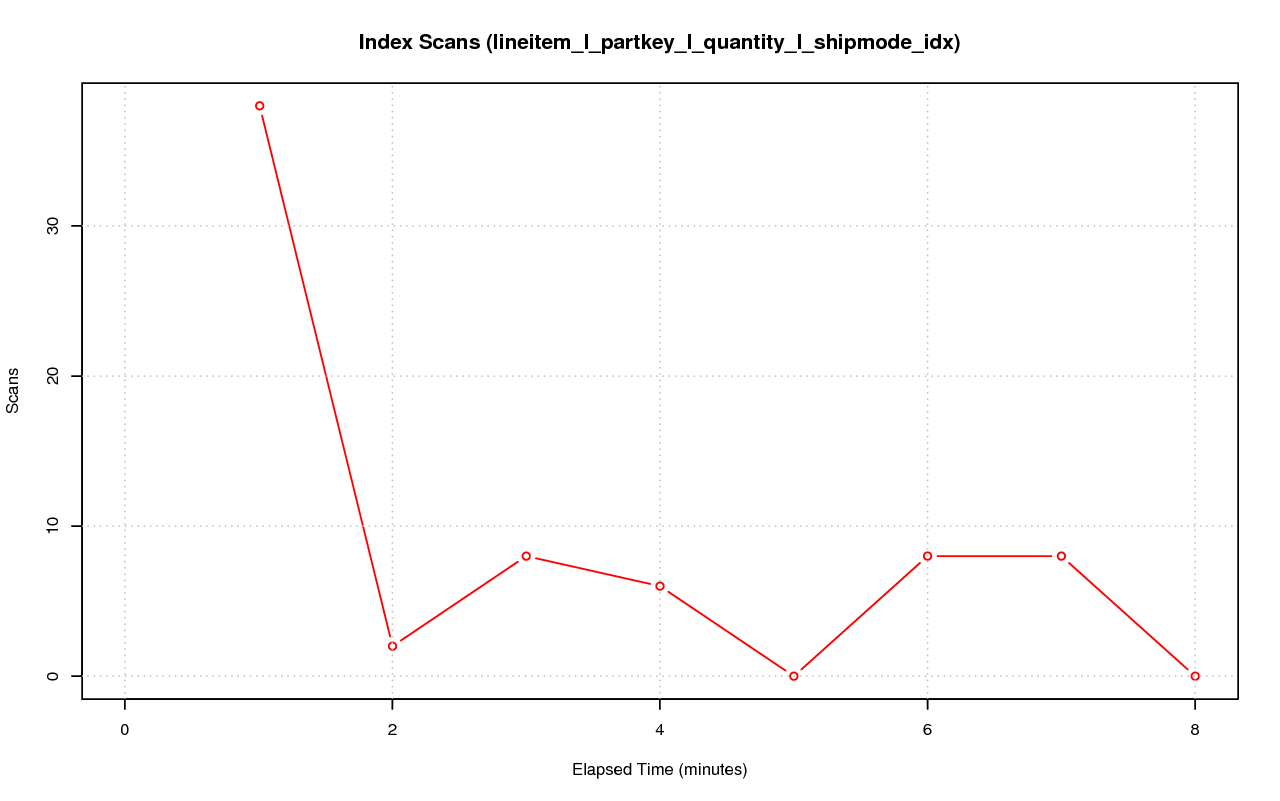 Index Scans (lineitem_l_partkey_l_quantity_l_shipmode_idx)
Scans
30
20
10
0
0 2 4 6 8
Elapsed Time (minutes)